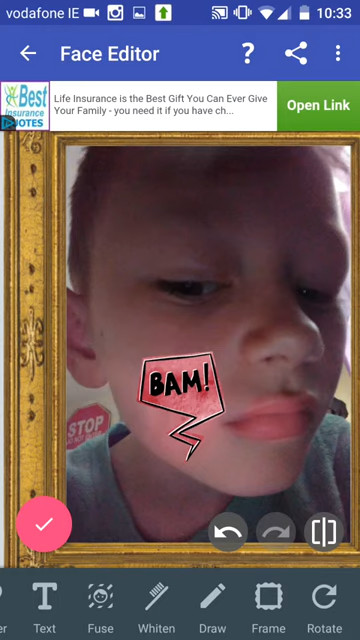 vodafone IE 10:33
Face Editor
Best
Insurance
QUOTES
Life Insurance is the Best Gift You Can Ever Give
Your Family - you need it if you have ch...
Open Link
BAM!
STOP
er Text Fuse Whiten Draw Frame Rotate